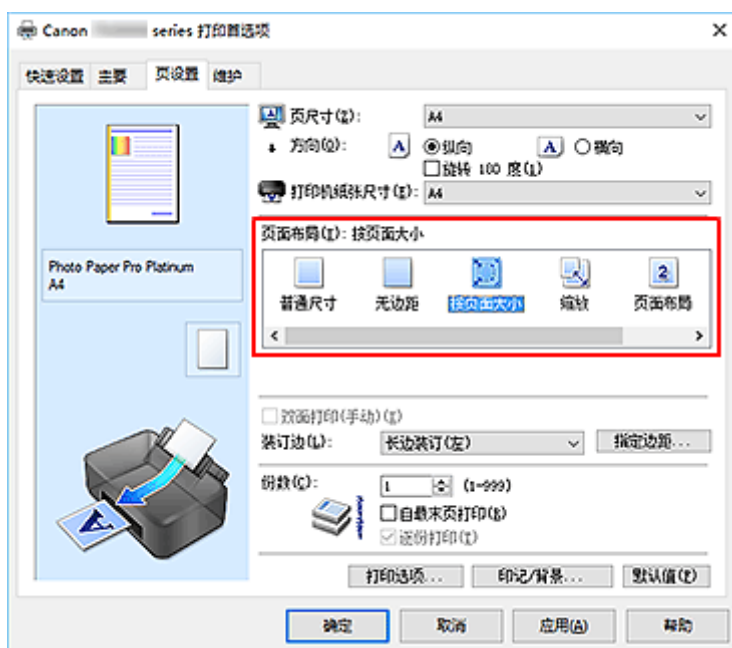 Canon series 打印首选项
快速设置 主要 页设置 维护
页尺寸(Z): A4
方向(O): A 纵向 A 横向
旋转 180 度(L)
打印机纸张尺寸(E): A4
页面布局(I): 按页面大小
普通尺寸 无边距 按页面大小 缩放 页面布局
Photo Paper Pro Platinum
A4
双面打印(手动)(X)
装订边(L): 长边装订(左) 指定边距...
份数(C): 1 (1-999)
自最末页打印(B)
逐份打印(T)
打印选项... 印记/背景... 默认值(F)
确定 取消 应用(A) 帮助